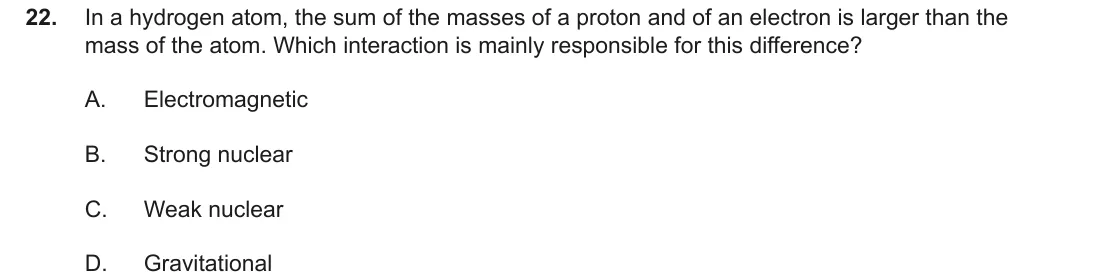 22. In a hydrogen atom, the sum of the masses of a proton and of an electron is larger than the
mass of the atom. Which interaction is mainly responsible for this difference?
A. Electromagnetic
B. Strong nuclear
C. Weak nuclear
D. Gravitational